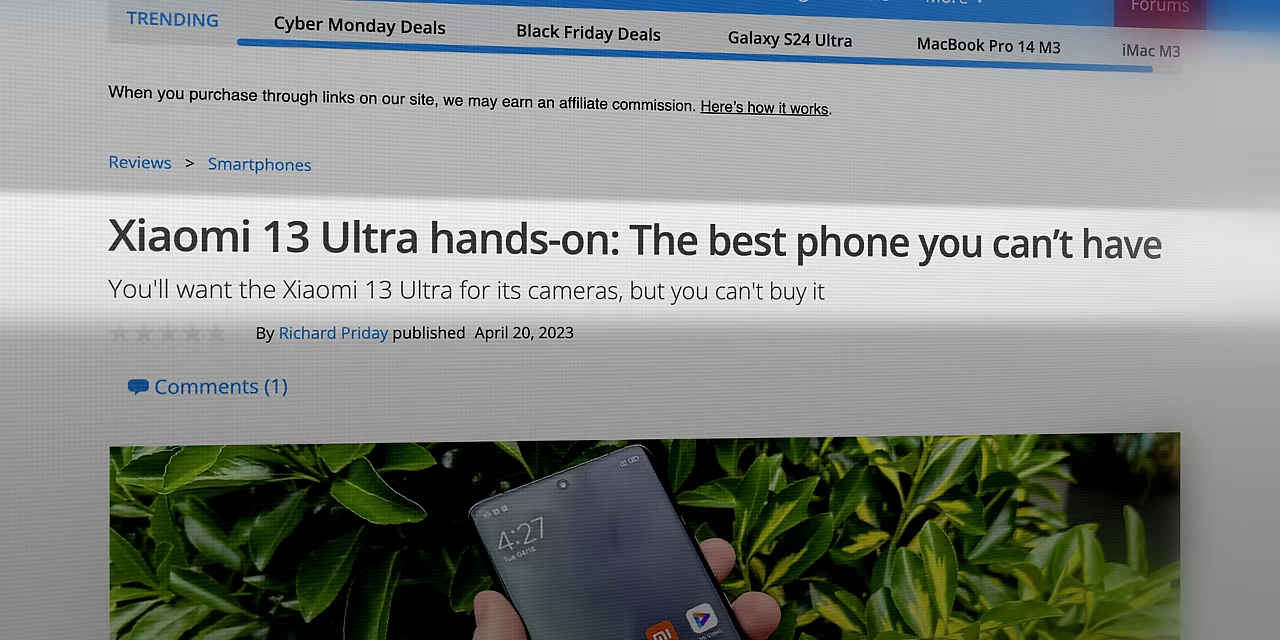 Forums
TRENDING Cyber Monday Deals Black Friday Deals Galaxy S24 Ultra MacBook Pro 14 M3 iMac M3
When you purchase through links on our site, we may earn an affiliate commission. Here's how it works.
Reviews > Smartphones
Xiaomi 13 Ultra hands-on: The best phone you can’t have
You'll want the Xiaomi 13 Ultra for its cameras, but you can't buy it
By Richard Priday published April 20, 2023
Comments (1)
4:27
Tue 04/18